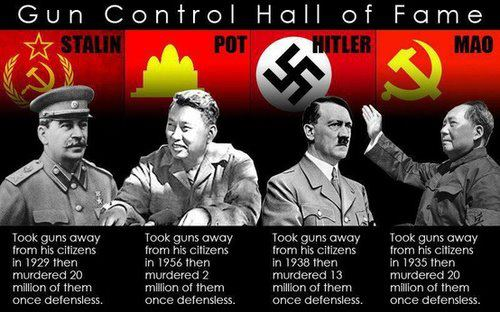 Gun Control Hall of Fame
STALIN
POT
HITLER
MAO
Took guns away
from his citizens
in 1929 then
murdered 20
million of them
once defensless.
Took guns away
from his citizens
in 1956 then
murdered 2
million of them
once defensless.
Took guns away
from his citizens
in 1938 then
murdered 13
million of them
once defensless.
Took guns away
from his citizens
in 1935 then
murdered 20
million of them
once defensless.